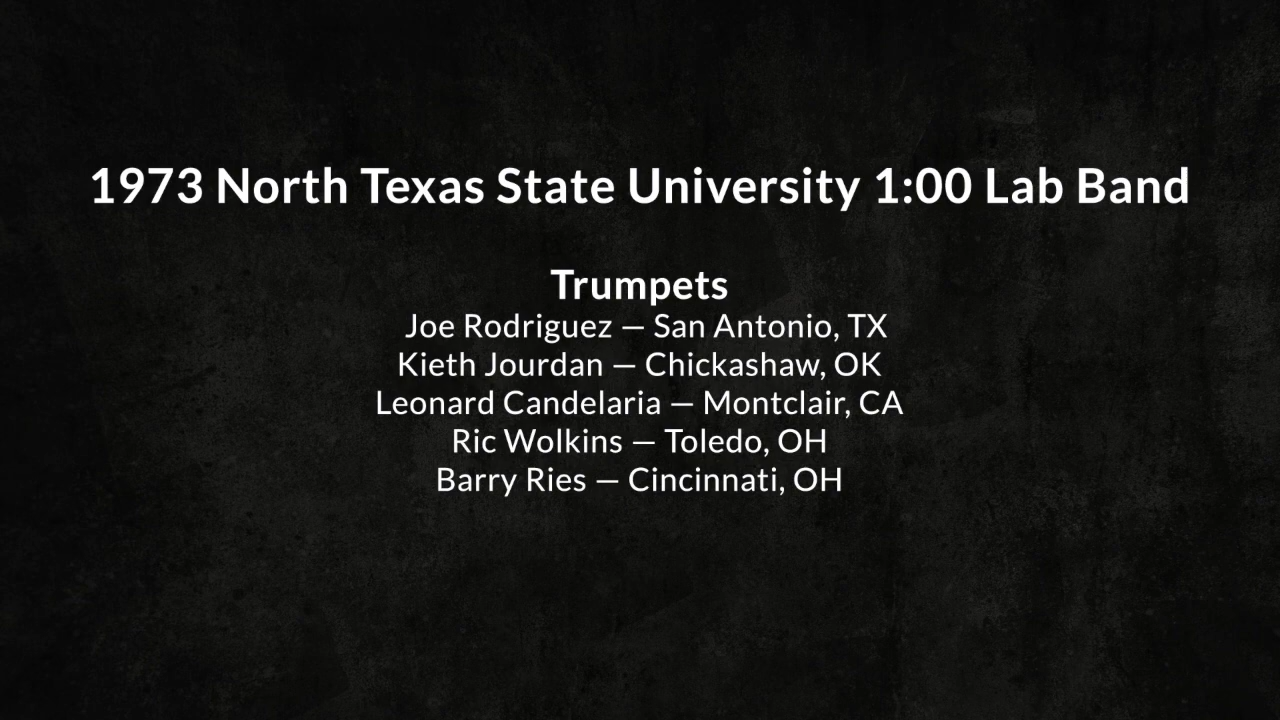 1973 North Texas State University 1:00 Lab Band
Trumpets
Joe Rodriguez — San Antonio, TX
Kieth Jourdan — Chickashaw, OK
Leonard Candelaria — Montclair, CA
Ric Wolkins — Toledo, OH
Barry Ries — Cincinnati, OH